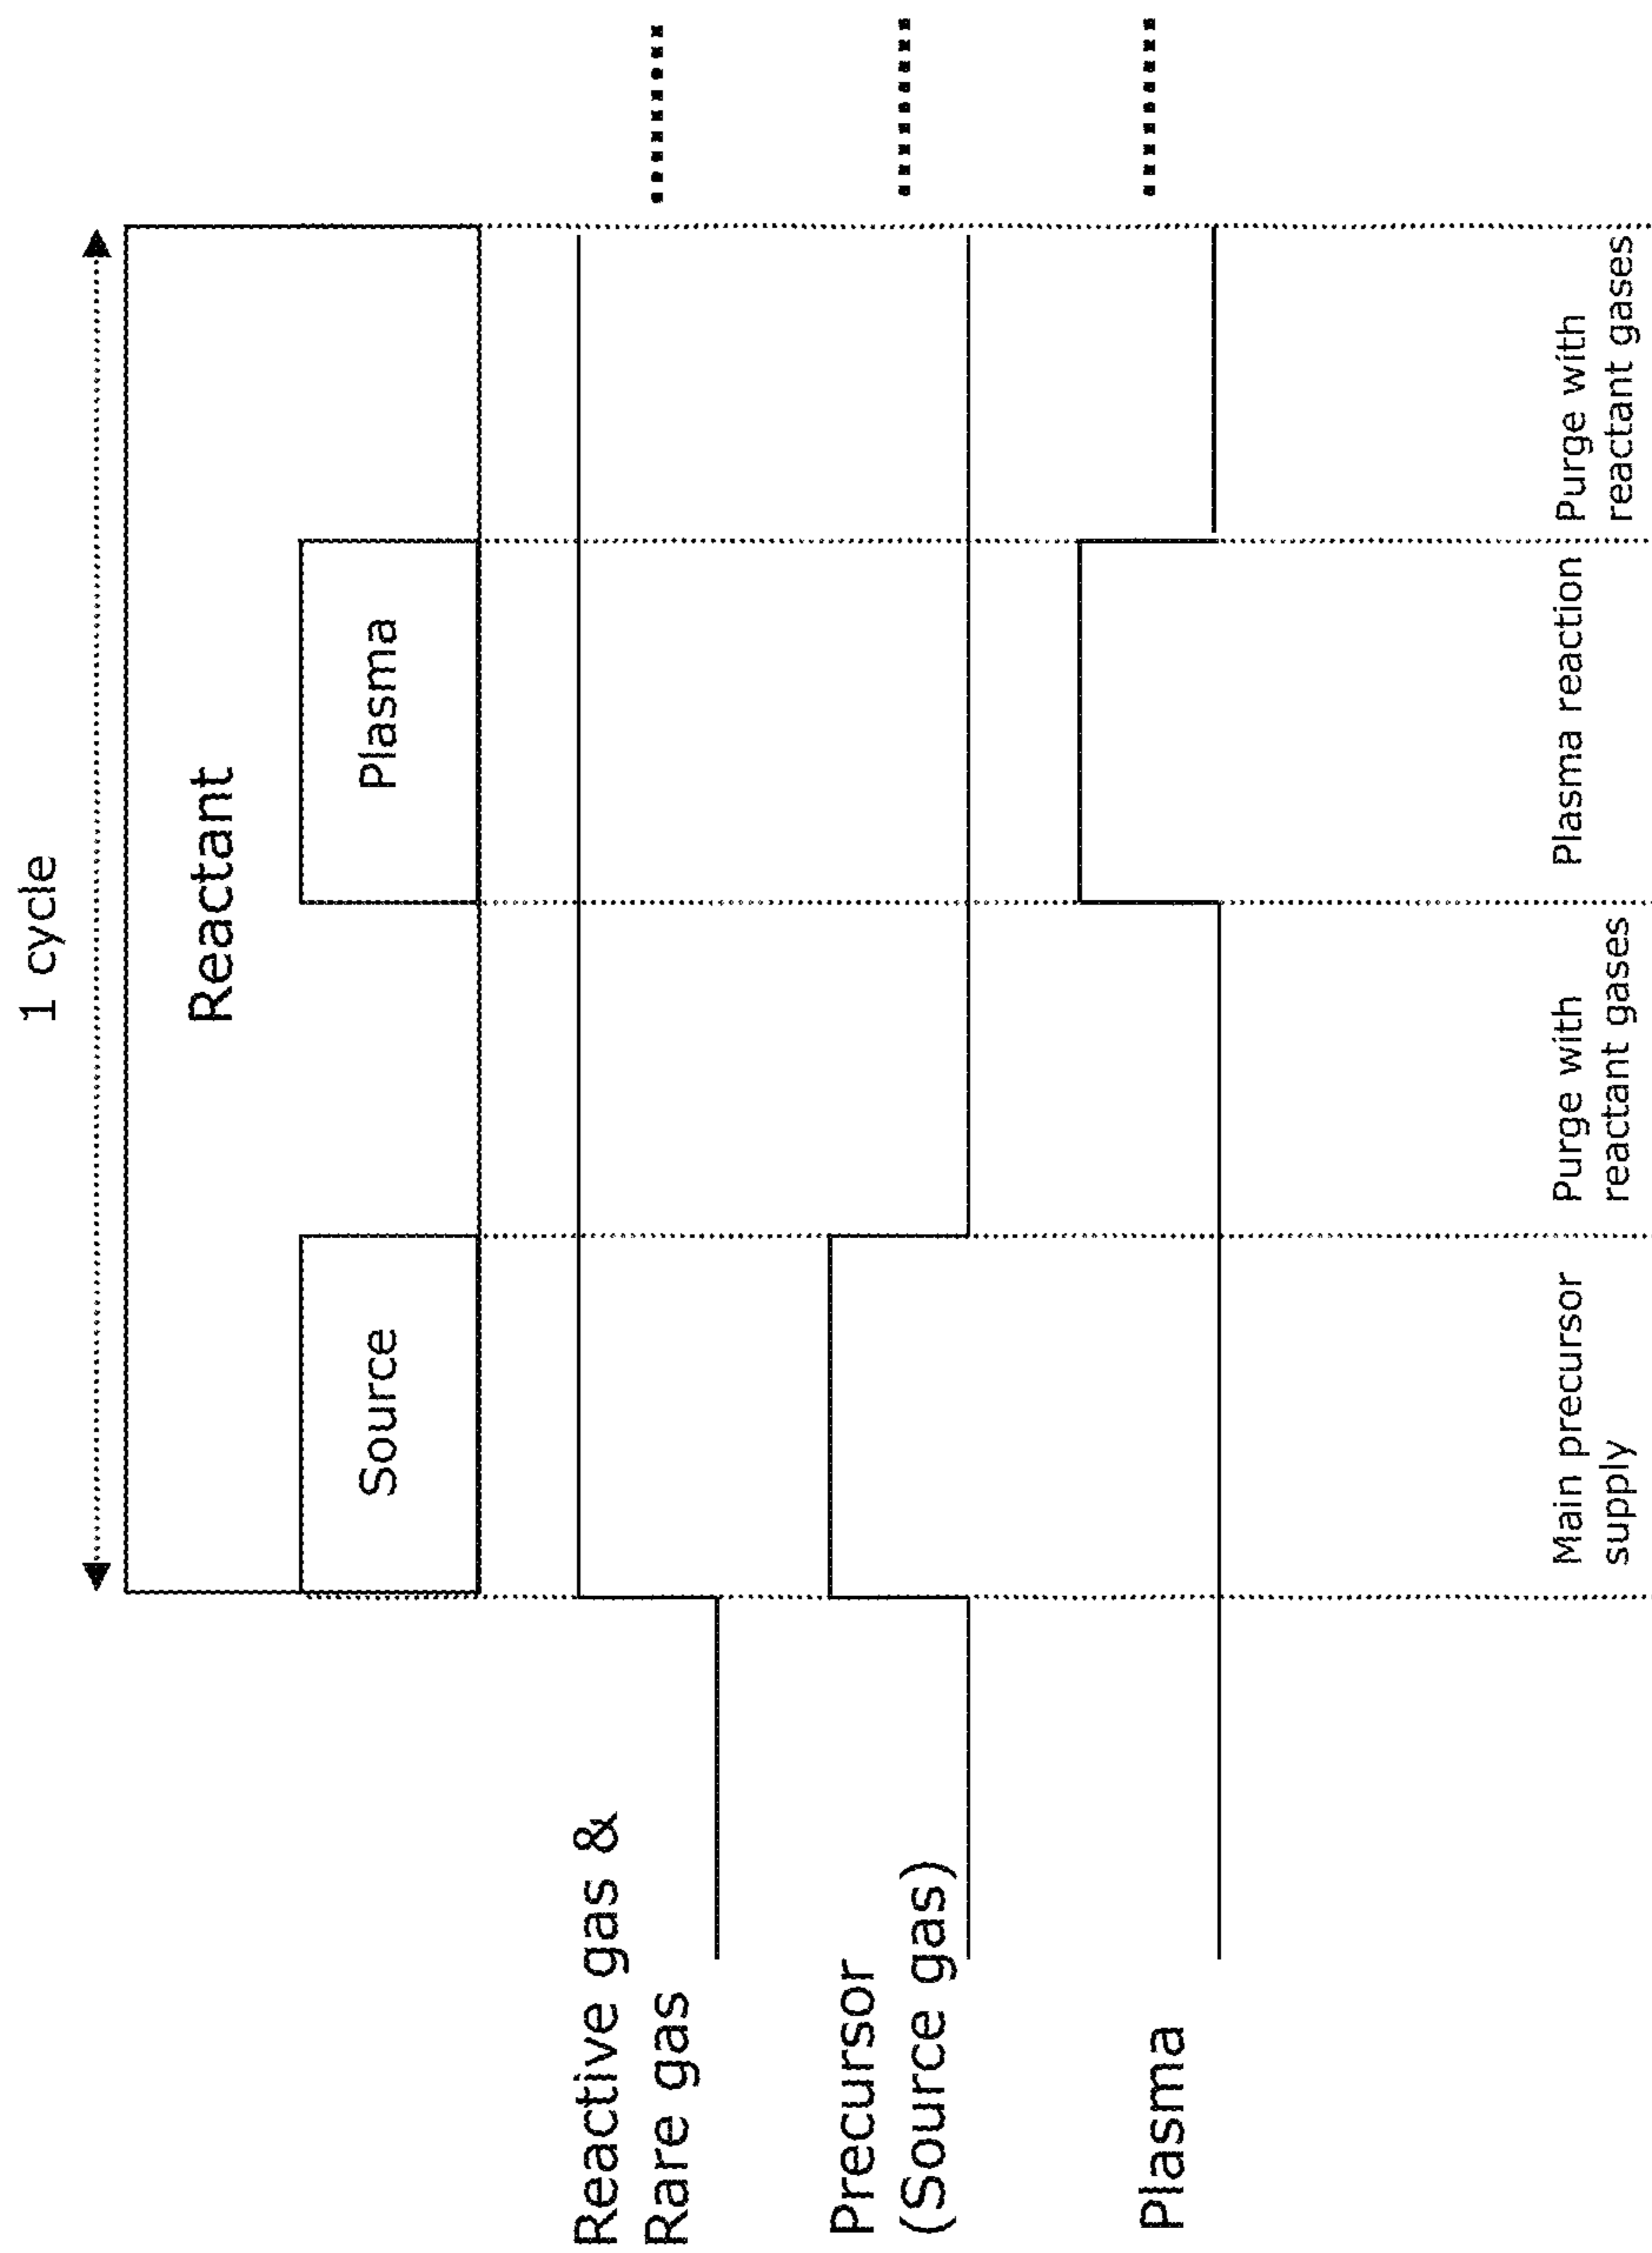 1 cycle
Reactant
Source
Plasma
Reactive gas &
Rare gas
Precursor
(Source gas)
Plasma
Main precursor
supply
Purge with
reactant gases
Plasma reaction
Purge with
reactant gases